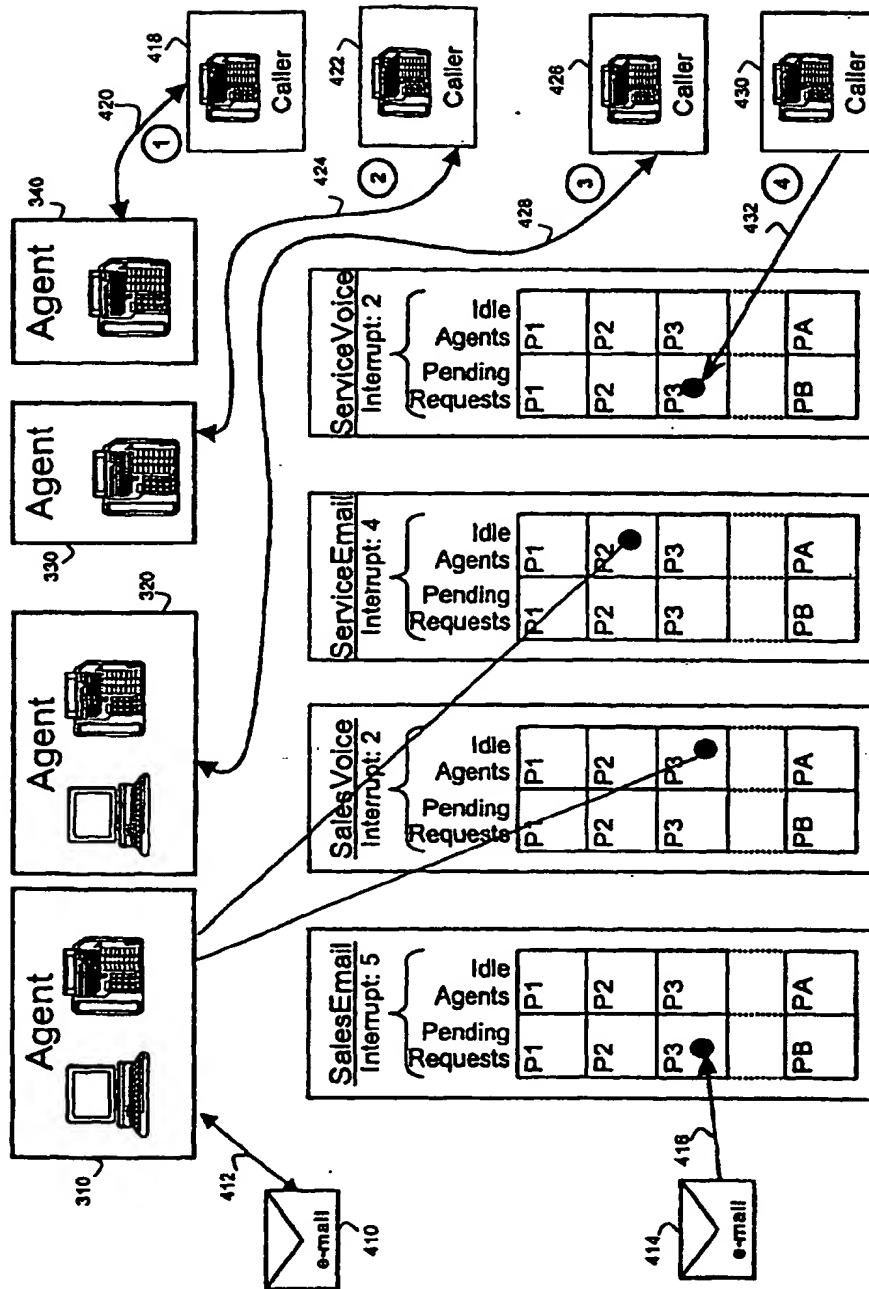 Agent
310
Agent
320
Agent
330
Agent
340
420
418
Caller
1
422
Caller
2
424
426
Caller
3
428
430
Caller
4
432
412
410
e-mail
414
e-mail
416
SalesEmail
Interrupt: 5
Pending Requests
Idle Agents
P1 P1
P2 P2
P3 P3
PB PA
SalesVoice
Interrupt: 2
Pending Requests
Idle Agents
P1 P1
P2 P2
P3 P3
PB PA
ServiceEmail
Interrupt: 4
Pending Requests
Idle Agents
P1 P1
P2 P2
P3 P3
PB PA
ServiceVoice
Interrupt: 2
Pending Requests
Idle Agents
P1 P1
P2 P2
P3 P3
PB PA